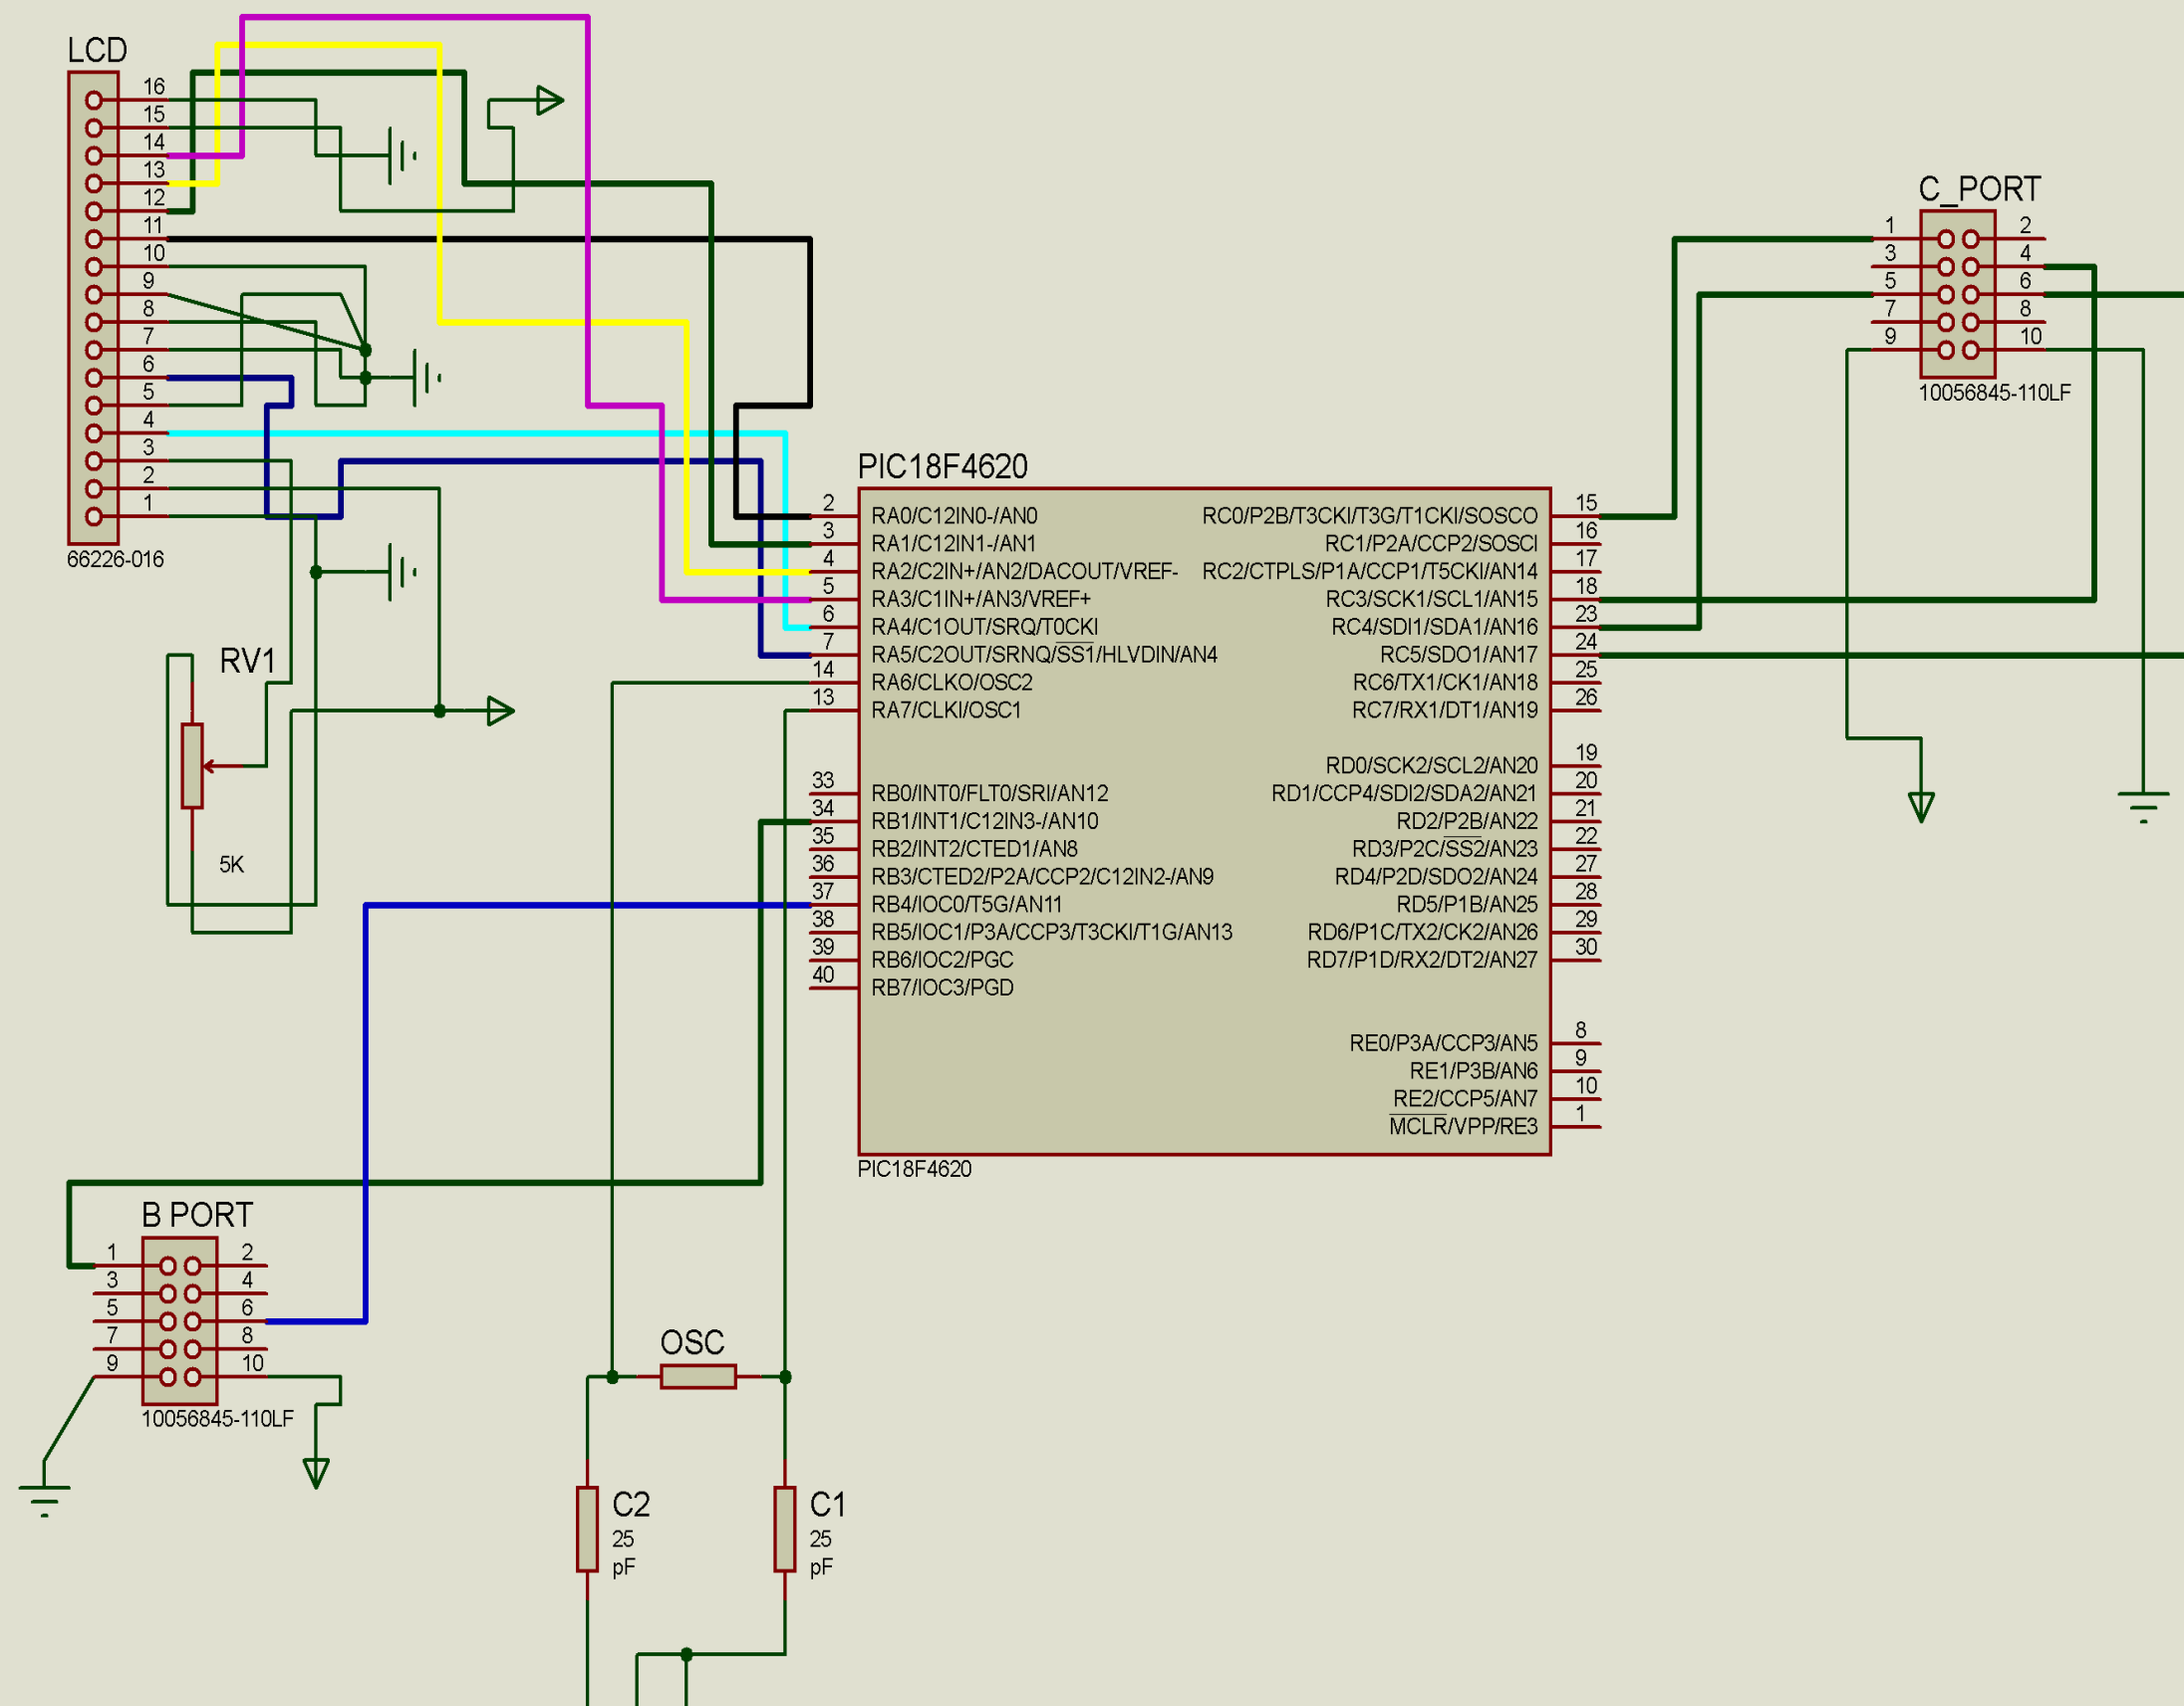 LCD
16
15
14
13
12
11
10
9
8
7
6
5
4
3
2
1
66226-016
RV1
5K
C_PORT
1
3
5
7
9
2
4
6
8
10
10056845-110LF
PIC18F4620
2 RA0/C12IN0-/AN0
3 RA1/C12IN1-/AN1
4 RA2/C2IN+/AN2/DACOUT/VREF-
5 RA3/C1IN+/AN3/VREF+
6 RA4/C1OUT/SRQ/T0CKI
7 RA5/C2OUT/SRNQ/SS1/HLVDIN/AN4
14 RA6/CLKO/OSC2
13 RA7/CLKI/OSC1
33 RB0/INT0/FLT0/SRI/AN12
34 RB1/INT1/C12IN3-/AN10
35 RB2/INT2/CTED1/AN8
36 RB3/CTED2/P2A/CCP2/C12IN2-/AN9
37 RB4/IOC0/T5G/AN11
38 RB5/IOC1/P3A/CCP3/T3CKI/T1G/AN13
39 RB6/IOC2/PGC
40 RB7/IOC3/PGD
RC0/P2B/T3CKI/T3G/T1CKI/SOSCO 15
RC1/P2A/CCP2/SOSCI 16
RC2/CTPLS/P1A/CCP1/T5CKI/AN14 17
RC3/SCK1/SCL1/AN15 18
RC4/SDI1/SDA1/AN16 23
RC5/SDO1/AN17 24
RC6/TX1/CK1/AN18 25
RC7/RX1/DT1/AN19 26
RD0/SCK2/SCL2/AN20 19
RD1/CCP4/SDI2/SDA2/AN21 20
RD2/P2B/AN22 21
RD3/P2C/SS2/AN23 22
RD4/P2D/SDO2/AN24 27
RD5/P1B/AN25 28
RD6/P1C/TX2/CK2/AN26 29
RD7/P1D/RX2/DT2/AN27 30
RE0/P3A/CCP3/AN5 8
RE1/P3B/AN6 9
RE2/CCP5/AN7 10
MCLR/VPP/RE3 1
PIC18F4620
B PORT
1
3
5
7
9
2
4
6
8
10
10056845-110LF
OSC
C2
25
pF
C1
25
pF